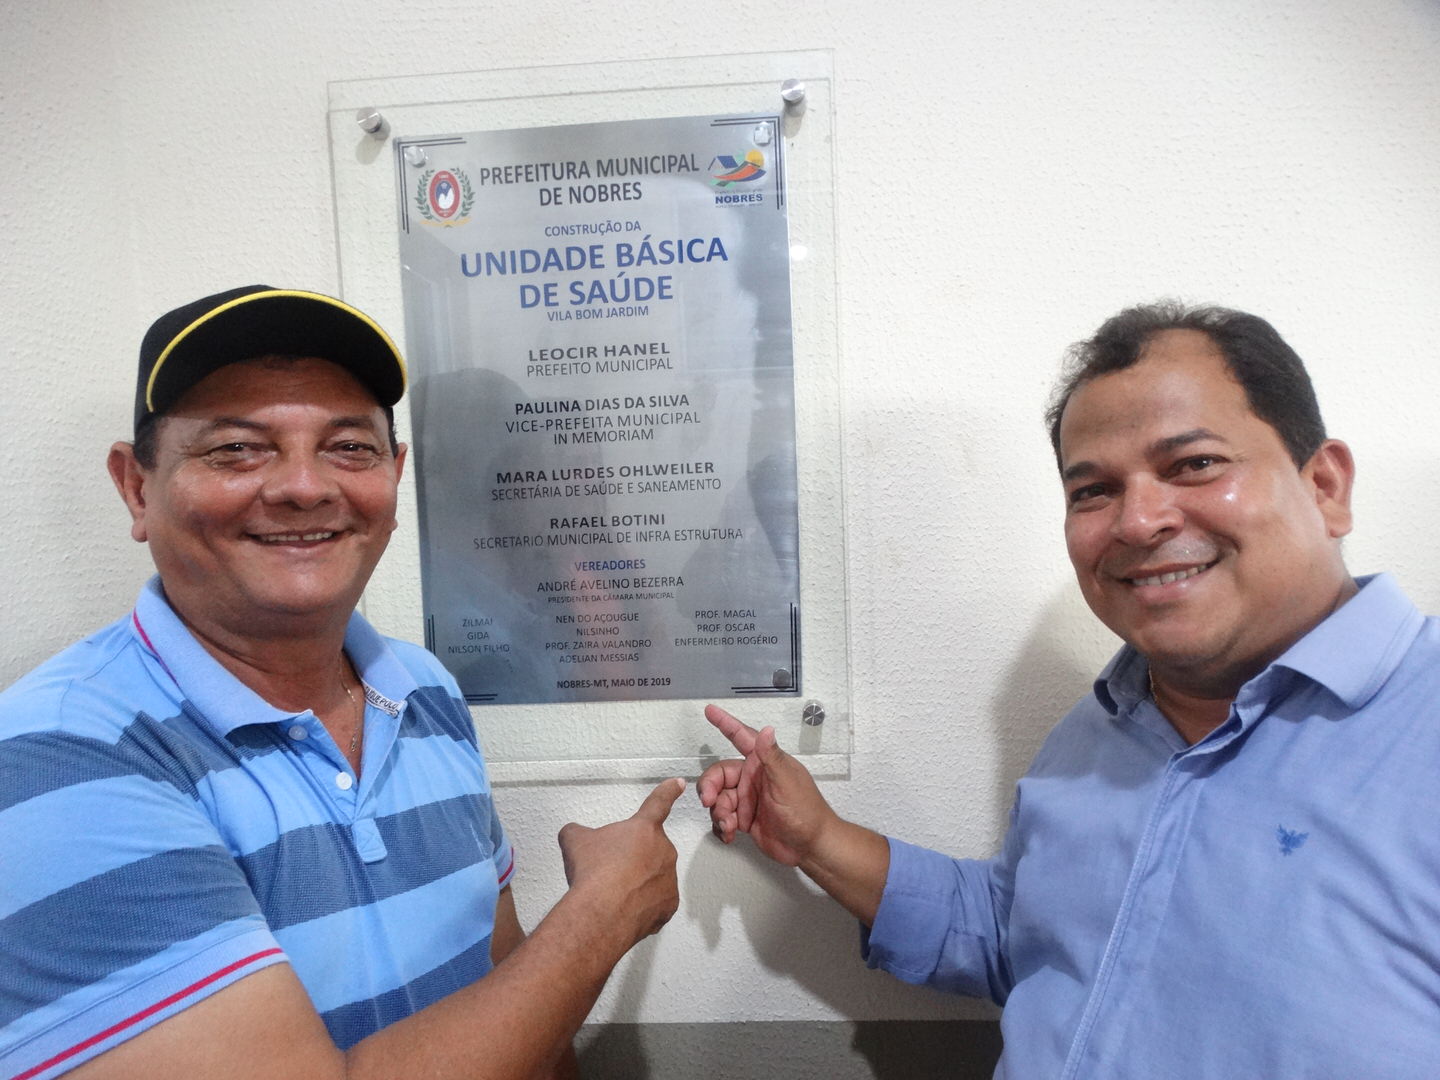 PREFEITURA MUNICIPAL
DE NOBRES
NOBRES
CONSTRUÇÃO DA
UNIDADE BÁSICA
DE SAÚDE
VILA BOM JARDIM
LEOCIR HANEL
PREFEITO MUNICIPAL
PAULINA DIAS DA SILVA
VICE-PREFEITA MUNICIPAL
IN MEMORIAM
MARA LURDES OHLWEILER
SECRETÁRIA DE SAÚDE E SANEAMENTO
RAFAEL BOTINI
SECRETARIO MUNICIPAL DE INFRA ESTRUTURA
VEREADORES
ANDRÉ AVELINO BEZERRA
PRESIDENTE DA CÂMARA MUNICIPAL
ZILMAI
GIDA
NILSON FILHO
NEN DO AÇOUGUE
NILSINHO
PROF. ZAIRA VALANDRO
ADELIAN MESSIAS
PROF. MAGAL
PROF. OSCAR
ENFERMEIRO ROGÉRIO
NOBRES-MT, MAIO DE 2019